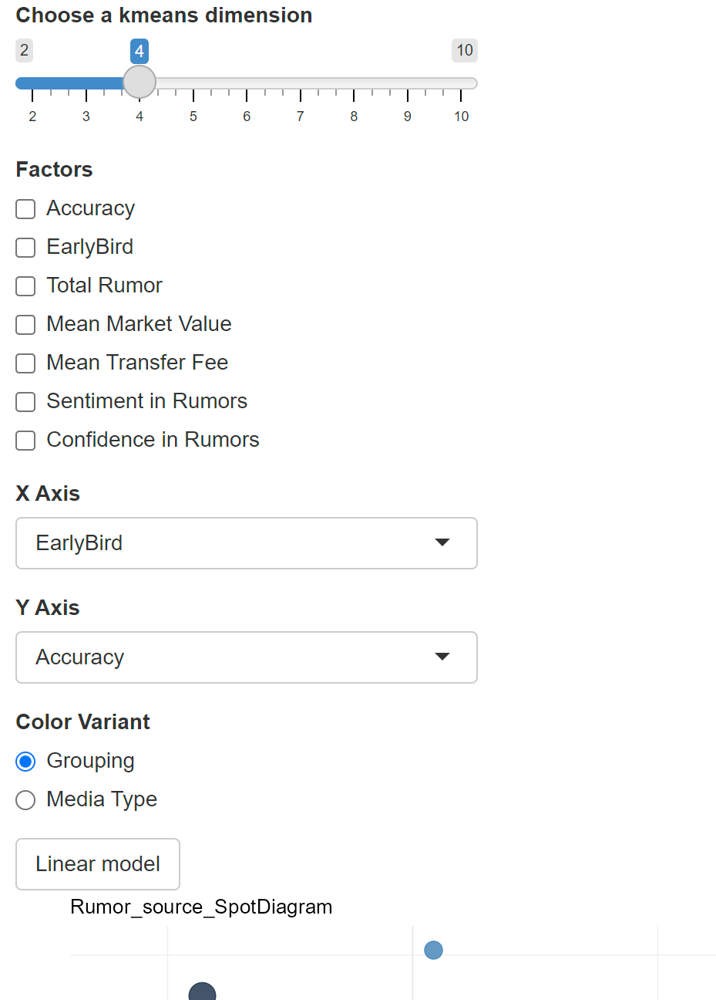 Choose a kmeans dimension
2 4 10
2 3 4 5 6 7 8 9 10
Factors
Accuracy
EarlyBird
Total Rumor
Mean Market Value
Mean Transfer Fee
Sentiment in Rumors
Confidence in Rumors
X Axis
EarlyBird
Y Axis
Accuracy
Color Variant
Grouping
Media Type
Linear model
Rumor_source_SpotDiagram